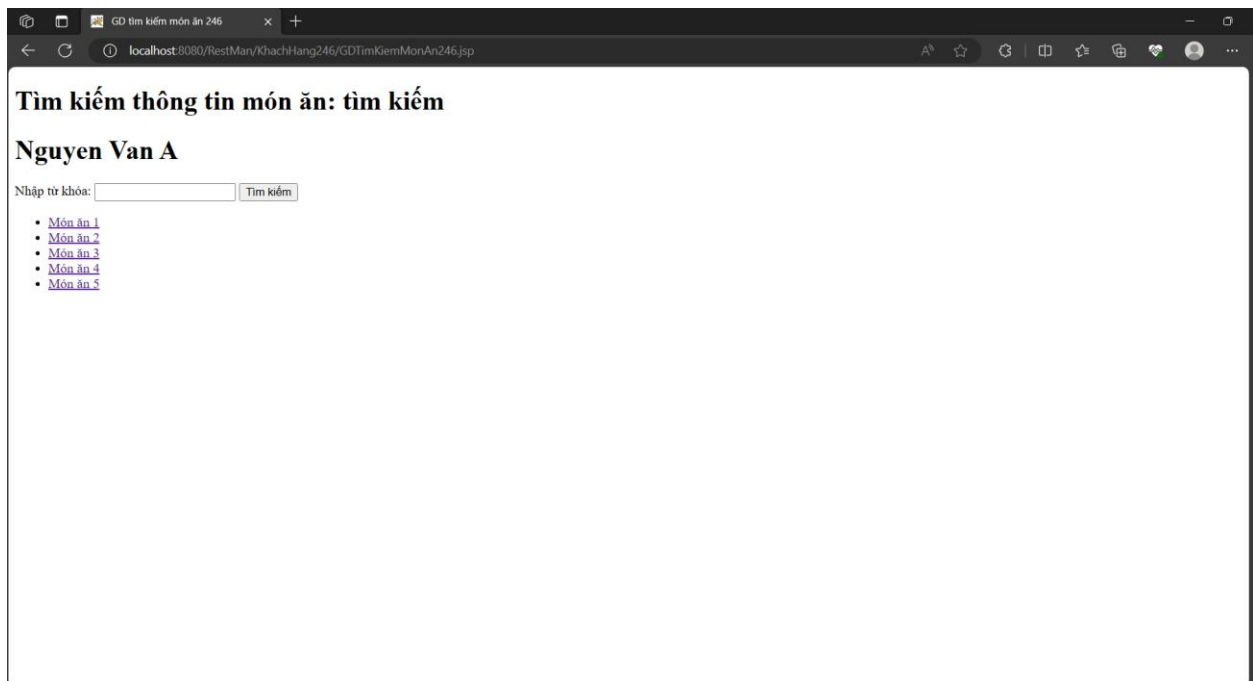 GD tìm kiếm món ăn 246
localhost:8080/RestMan/KhachHang246/GDTimKiemMonAn246.jsp
Tìm kiếm thông tin món ăn: tìm kiếm
Nguyen Van A
Nhập từ khóa: Tìm kiếm
Món ăn 1
Món ăn 2
Món ăn 3
Món ăn 4
Món ăn 5